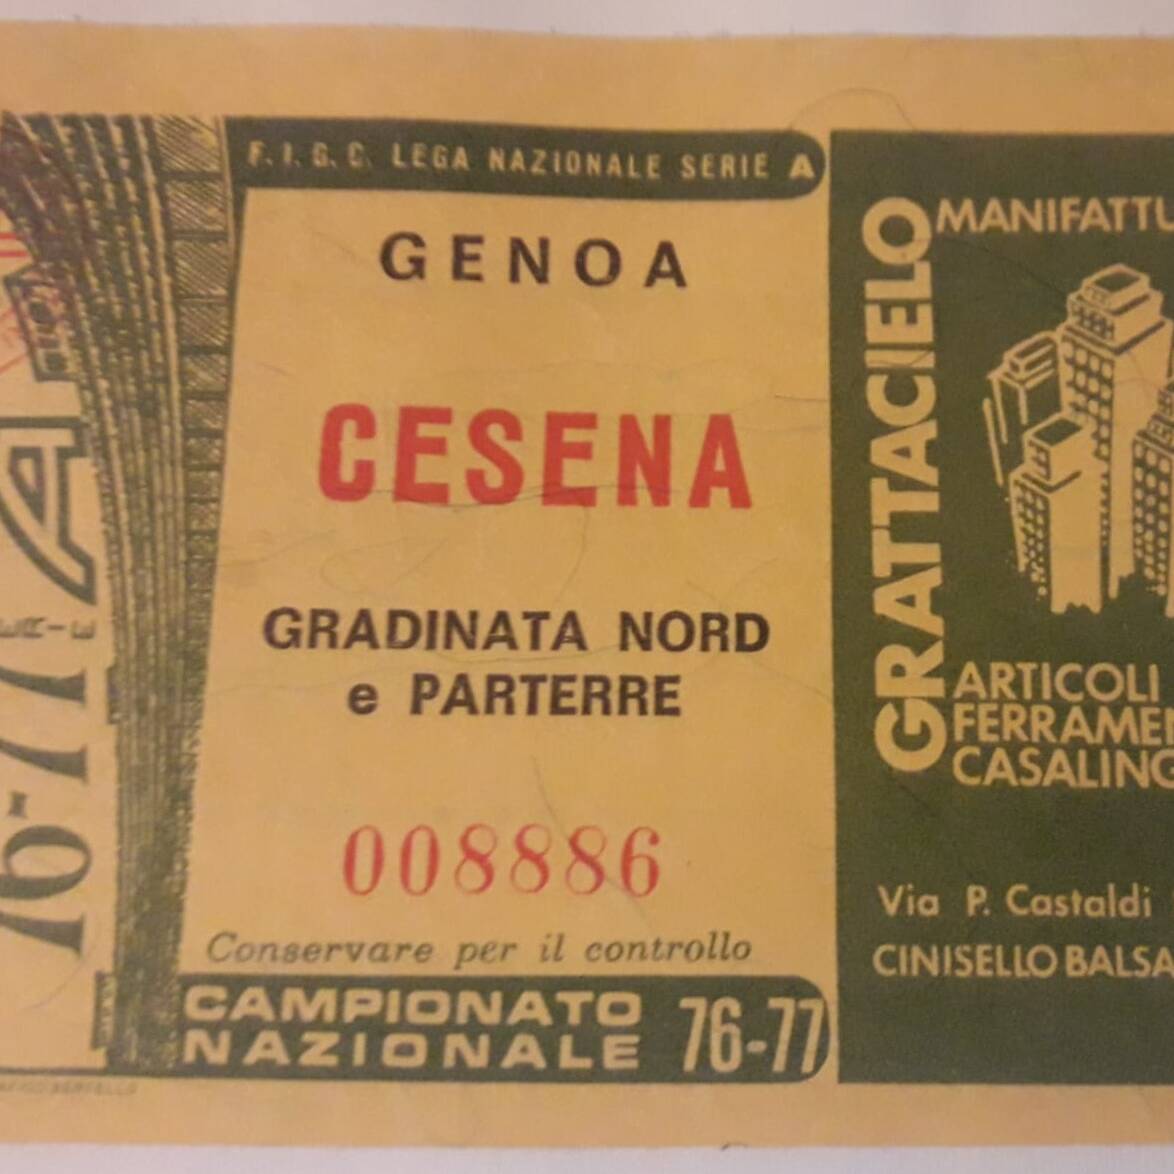 F. I. G. C. LEGA NAZIONALE SERIE A
GENOA
CESENA
GRADINATA NORD
e PARTERRE
008886
Conservare per il controllo
CAMPIONATO
NAZIONALE 76-77
76-77
GRATTACIELO
MANIFATTU
ARTICOLI
FERRAMEN
CASALING
Via P. Castaldi
CINISELLO BALSA